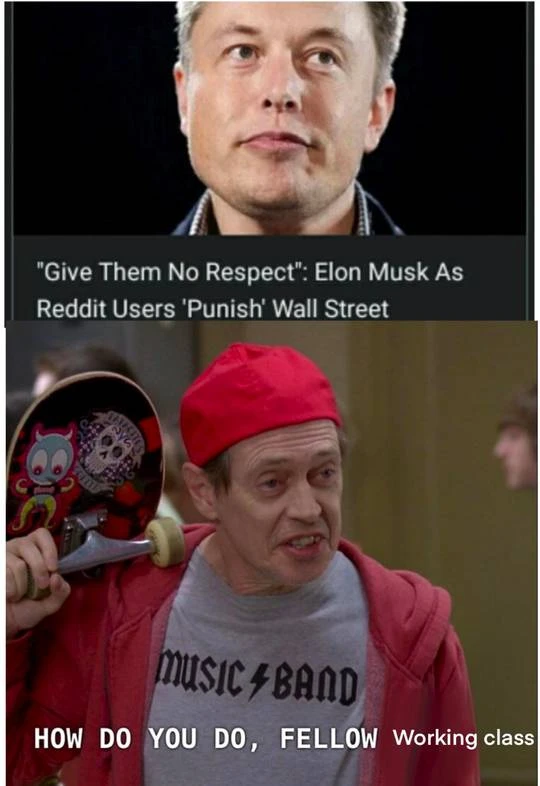 "Give Them No Respect": Elon Musk As
Reddit Users 'Punish' Wall Street
MUSIC BAND
HOW DO YOU DO, FELLOW Working class